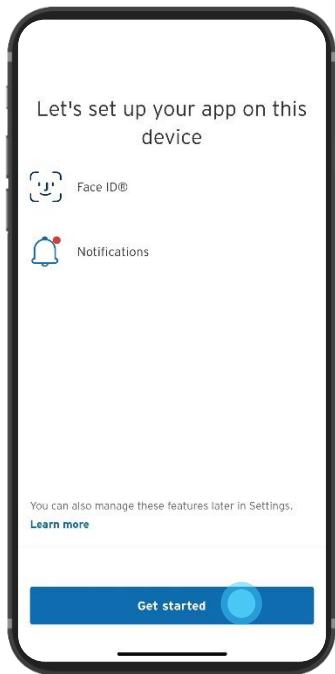 Let's set up your app on this
device
Face ID®
Notifications
You can also manage these features later in Settings.
Learn more
Get started